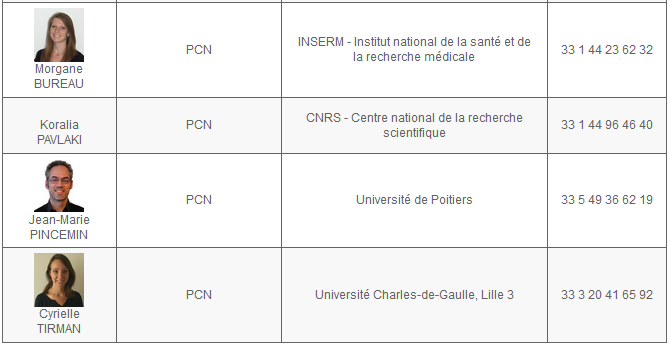 Morgane
BUREAU
PCN
INSERM - Institut national de la santé et de
la recherche médicale
33 1 44 23 62 32
Koralia
PAVLAKI
PCN
CNRS - Centre national de la recherche
scientifique
33 1 44 96 46 40
Jean-Marie
PINCEMIN
PCN
Université de Poitiers
33 5 49 36 62 19
Cyrielle
TIRMAN
PCN
Université Charles-de-Gaulle, Lille 3
33 3 20 41 65 92